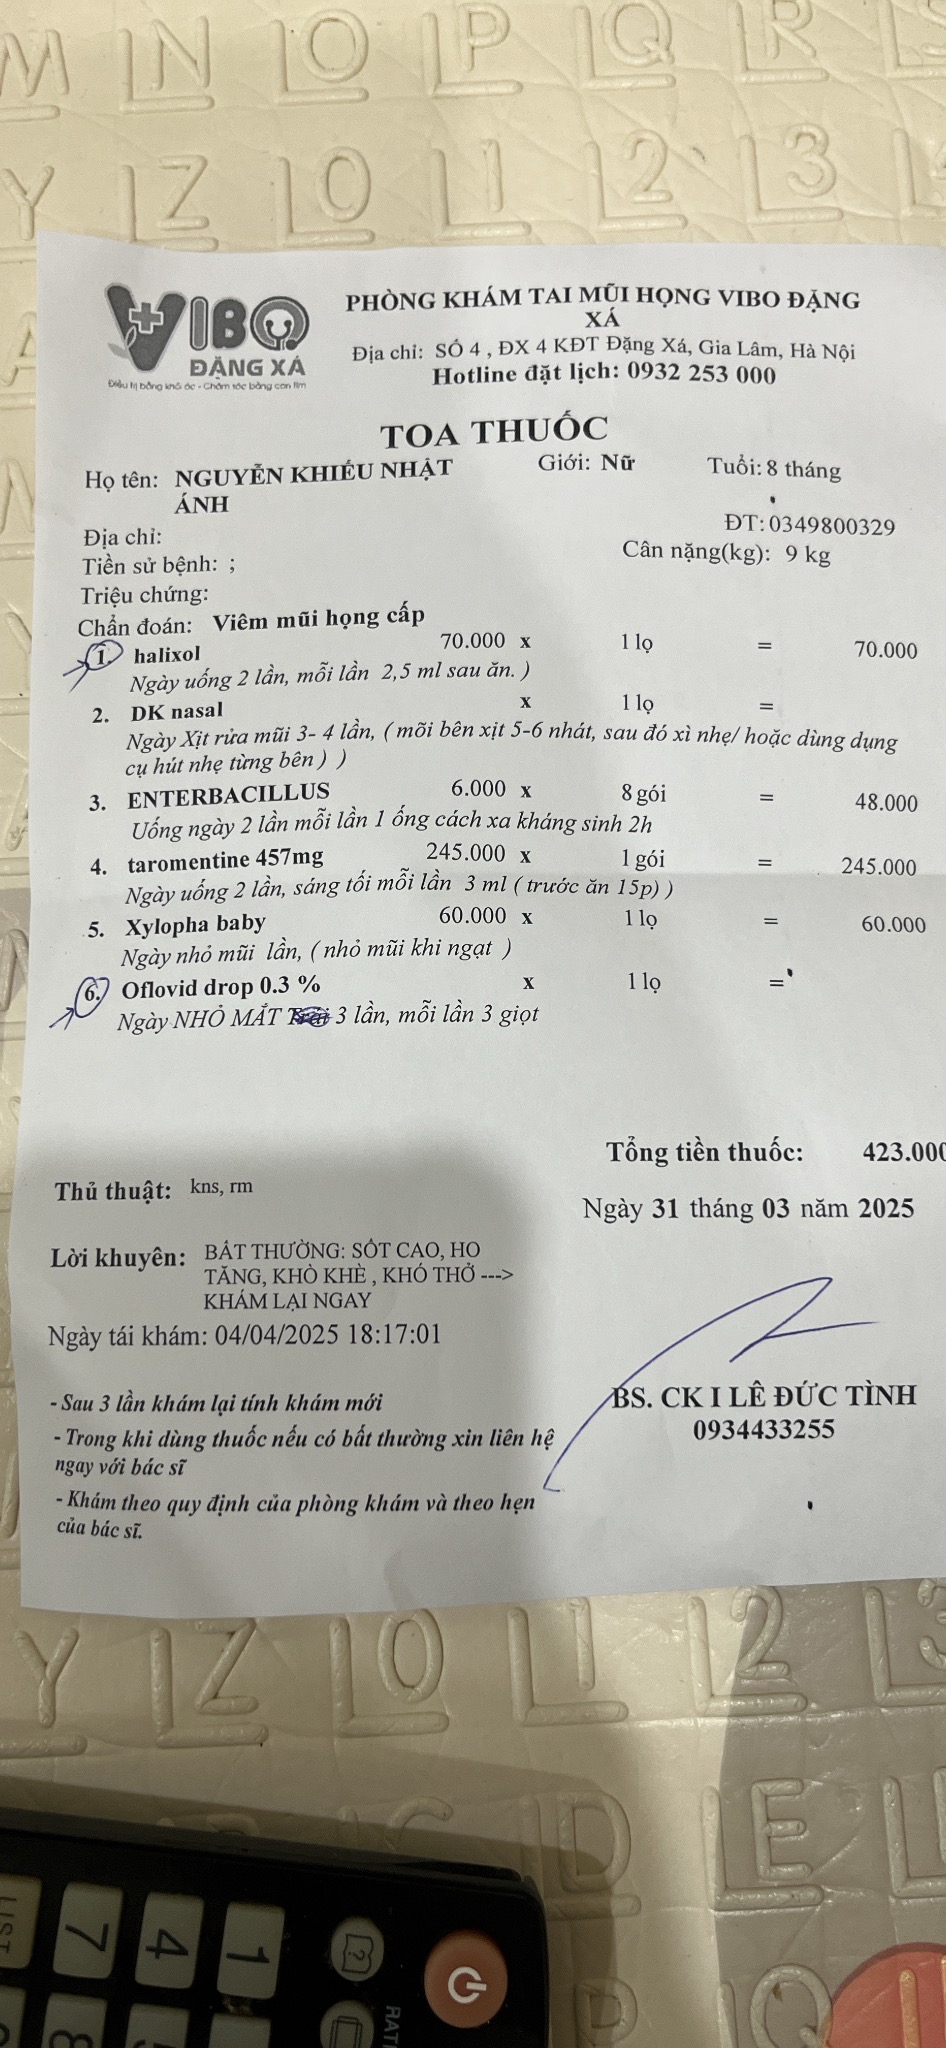 M N O P Q R S
Y Z 0 1 2 3
VIBO
ĐẶNG XÁ
Điều trị bằng khối óc - Chăm sóc bằng con tim
PHÒNG KHÁM TAI MŨI HỌNG VIBO ĐẶNG
XÁ
Địa chỉ: SỐ 4 , ĐX 4 KĐT Đặng Xá, Gia Lâm, Hà Nội
Hotline đặt lịch: 0932 253 000
TOA THUỐC
Họ tên: NGUYỄN KHIẾU NHẬT ÁNH Giới: Nữ Tuổi: 8 tháng
Địa chỉ: ĐT: 0349800329
Tiền sử bệnh: ; Cân nặng(kg): 9 kg
Triệu chứng:
Chẩn đoán: Viêm mũi họng cấp
1. halixol 70.000 x 1 lọ = 70.000
Ngày uống 2 lần, mỗi lần 2,5 ml sau ăn. )
2. DK nasal x 1 lọ =
Ngày Xịt rửa mũi 3- 4 lần, ( mõi bên xịt 5-6 nhát, sau đó xì nhẹ/ hoặc dùng dụng
cụ hút nhẹ từng bên ) )
3. ENTERBACILLUS 6.000 x 8 gói = 48.000
Uống ngày 2 lần mỗi lần 1 ống cách xa kháng sinh 2h
4. taromentine 457mg 245.000 x 1 gói = 245.000
Ngày uống 2 lần, sáng tối mỗi lần 3 ml ( trước ăn 15p) )
5. Xylopha baby 60.000 x 1 lọ = 60.000
Ngày nhỏ mũi lần, ( nhỏ mũi khi ngạt )
6. Oflovid drop 0.3 % x 1 lọ =
Ngày NHỎ MẮT 3 lần, mỗi lần 3 giọt
Tổng tiền thuốc: 423.000
Thủ thuật: kns, rm
Ngày 31 tháng 03 năm 2025
Lời khuyên: BẤT THƯỜNG: SỐT CAO, HO
TĂNG, KHÒ KHÈ , KHÓ THỞ --->
KHÁM LẠI NGAY
Ngày tái khám: 04/04/2025 18:17:01
BS. CK I LÊ ĐỨC TÌNH
0934433255
- Sau 3 lần khám lại tính khám mới
- Trong khi dùng thuốc nếu có bất thường xin liên hệ
ngay với bác sĩ
- Khám theo quy định của phòng khám và theo hẹn
của bác sĩ.
Y Z 0 1 2 3
C D E
LIST 7 4 1
8
RATI